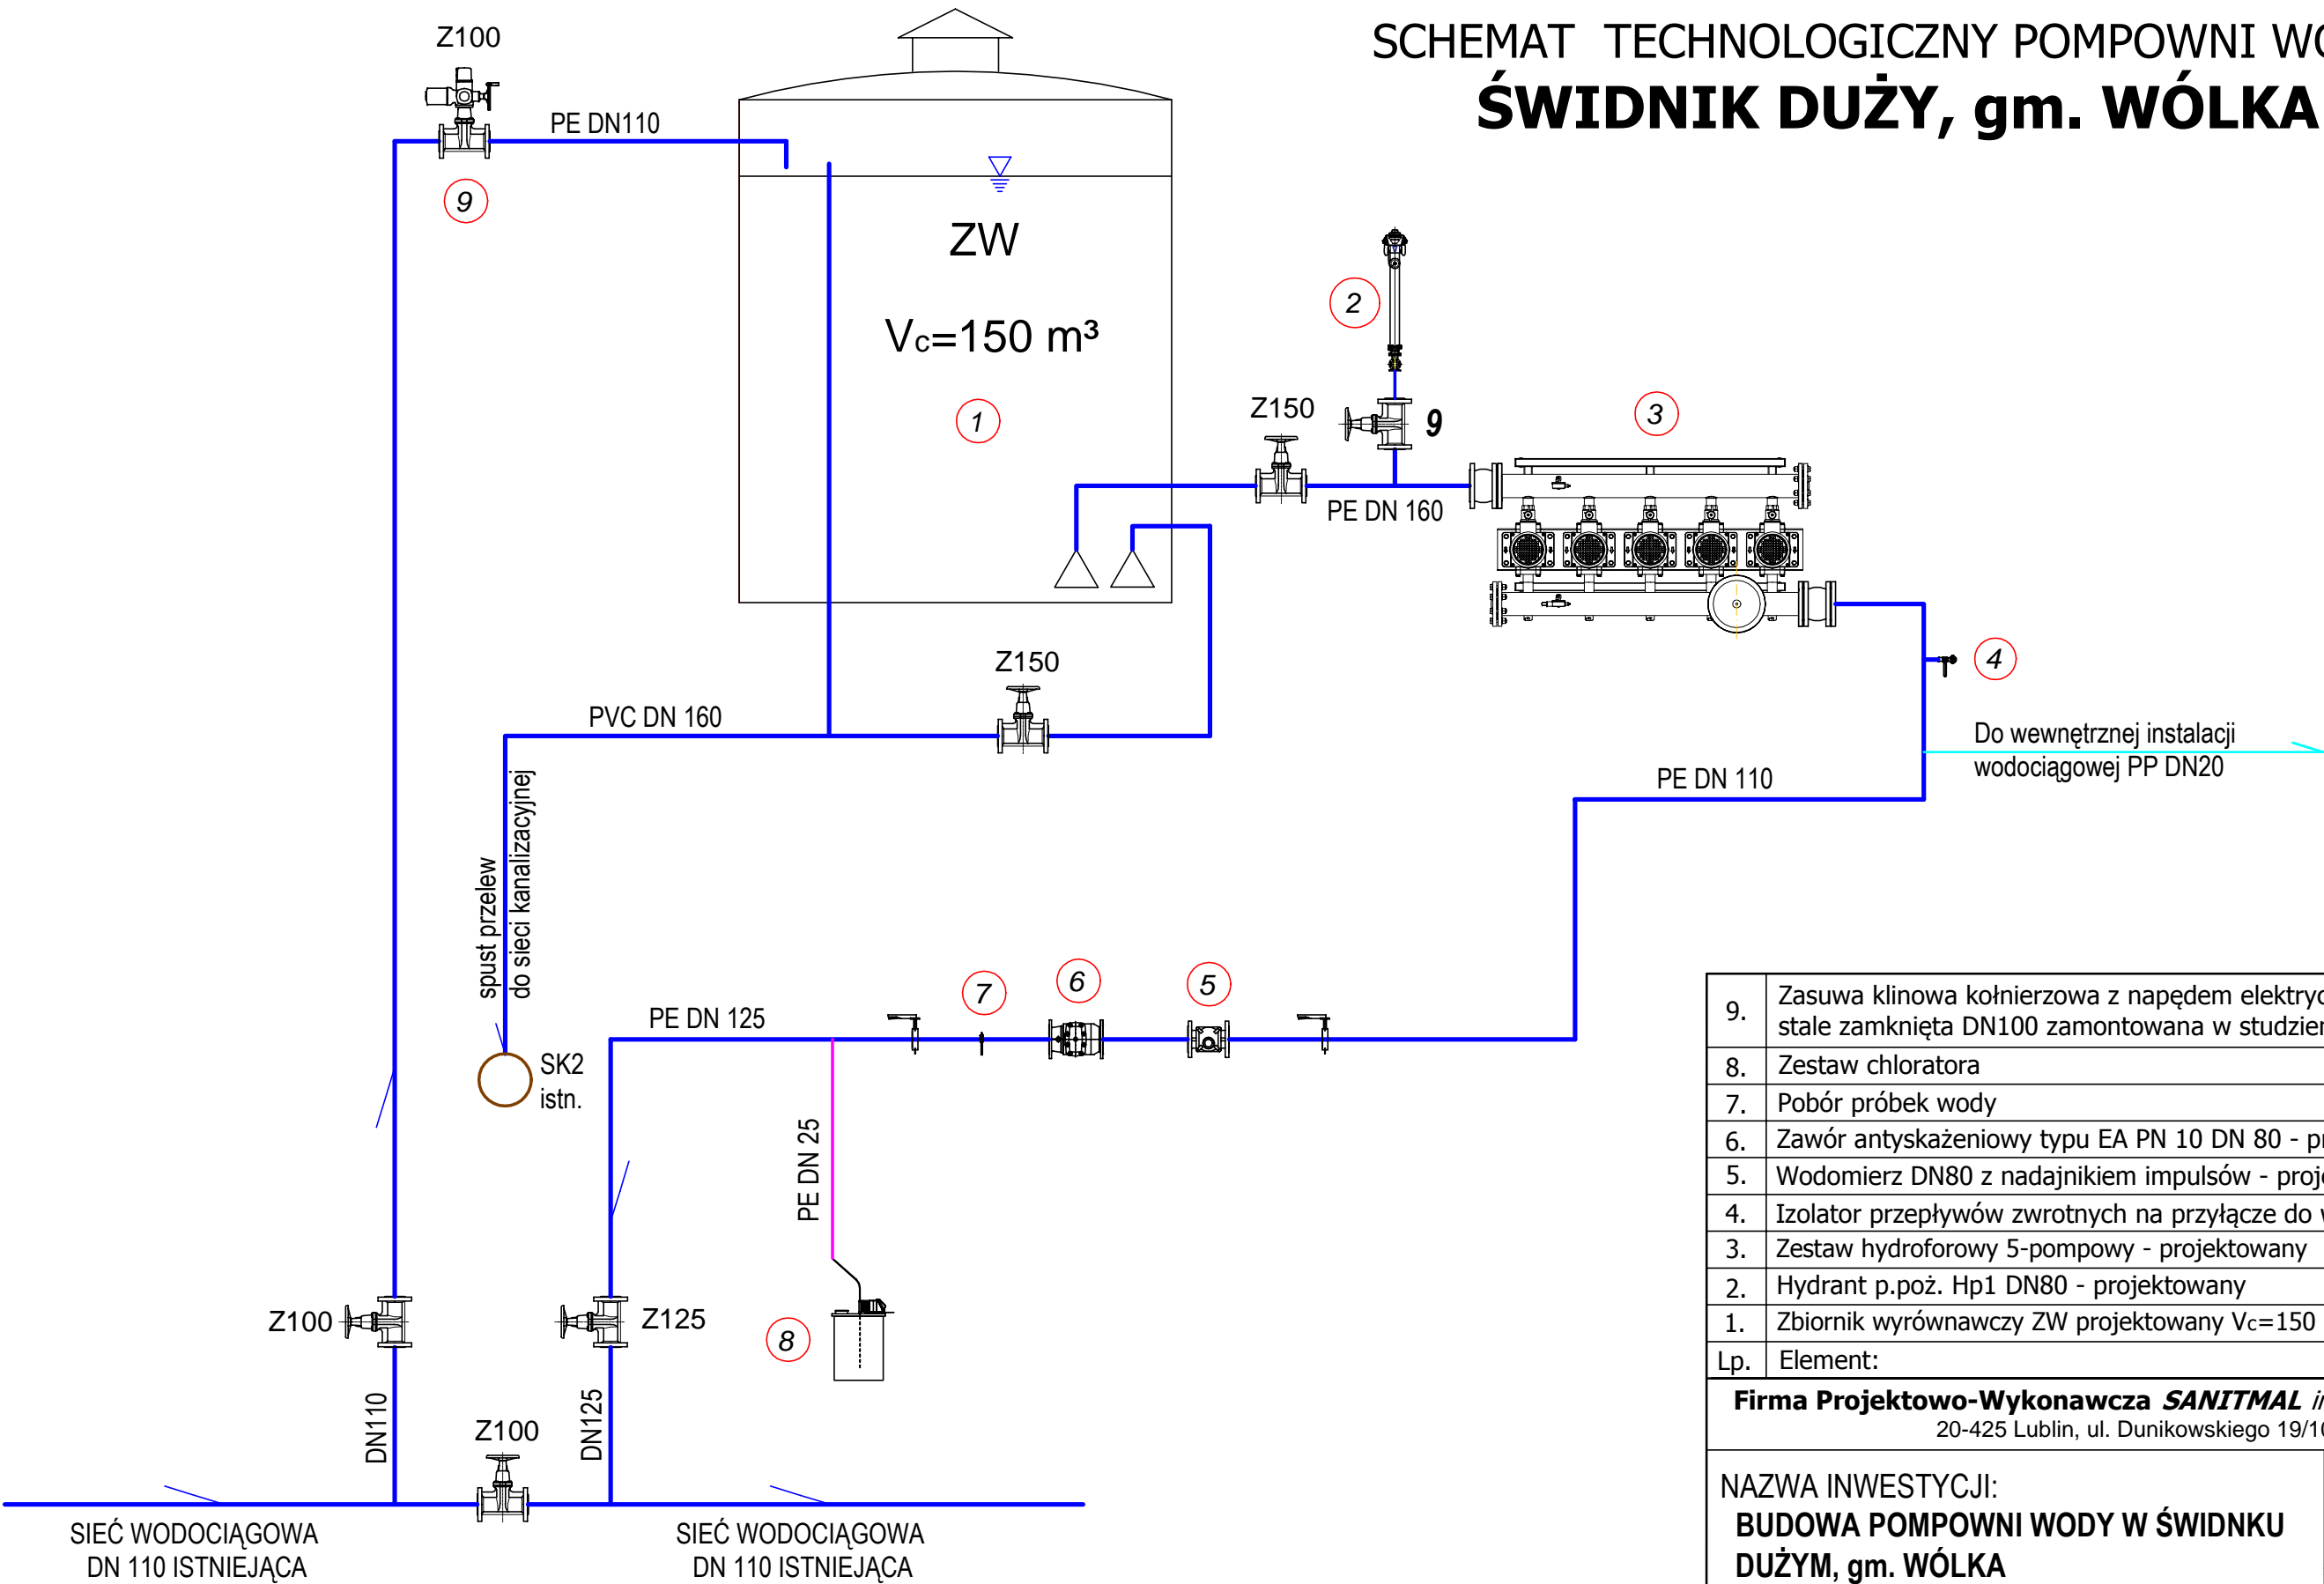 SCHEMAT TECHNOLOGICZNY POMPOWNI
ŚWIDNIK DUŻY, gm. WÓLKA
Z100
PE DN110
9
ZW
Vc=150 m³
1
2
Z150
9
3
PE DN 160
Z150
4
PVC DN 160
Do wewnętrznej instalacji
wodociągowej PP DN20
PE DN 110
spust przelew
do sieci kanalizacyjnej
SK2
istn.
PE DN 125
7
6
5
PE DN 25
8
Z100
Z125
DN110
Z100
DN125
SIEĆ WODOCIĄGOWA
DN 110 ISTNIEJĄCA
SIEĆ WODOCIĄGOWA
DN 110 ISTNIEJĄCA
9. Zasuwa klinowa kołnierzowa z napędem
stale zamknięta DN100 zamontowana w
8. Zestaw chloratora
7. Pobór próbek wody
6. Zawór antyskażeniowy typu EA PN 10 DN 80 -
5. Wodomierz DN80 z nadajnikiem impulsów -
4. Izolator przepływów zwrotnych na przyłącze do
3. Zestaw hydroforowy 5-pompowy - projektowany
2. Hydrant p.poż. Hp1 DN80 - projektowany
1. Zbiornik wyrównawczy ZW projektowany Vc=150
Lp. Element:
Firma Projektowo-Wykonawcza SANITMAL
20-425 Lublin, ul. Dunikowskiego
NAZWA INWESTYCJI:
BUDOWA POMPOWNI WODY W ŚWIDNKU
DUŻYM, gm. WÓLKA